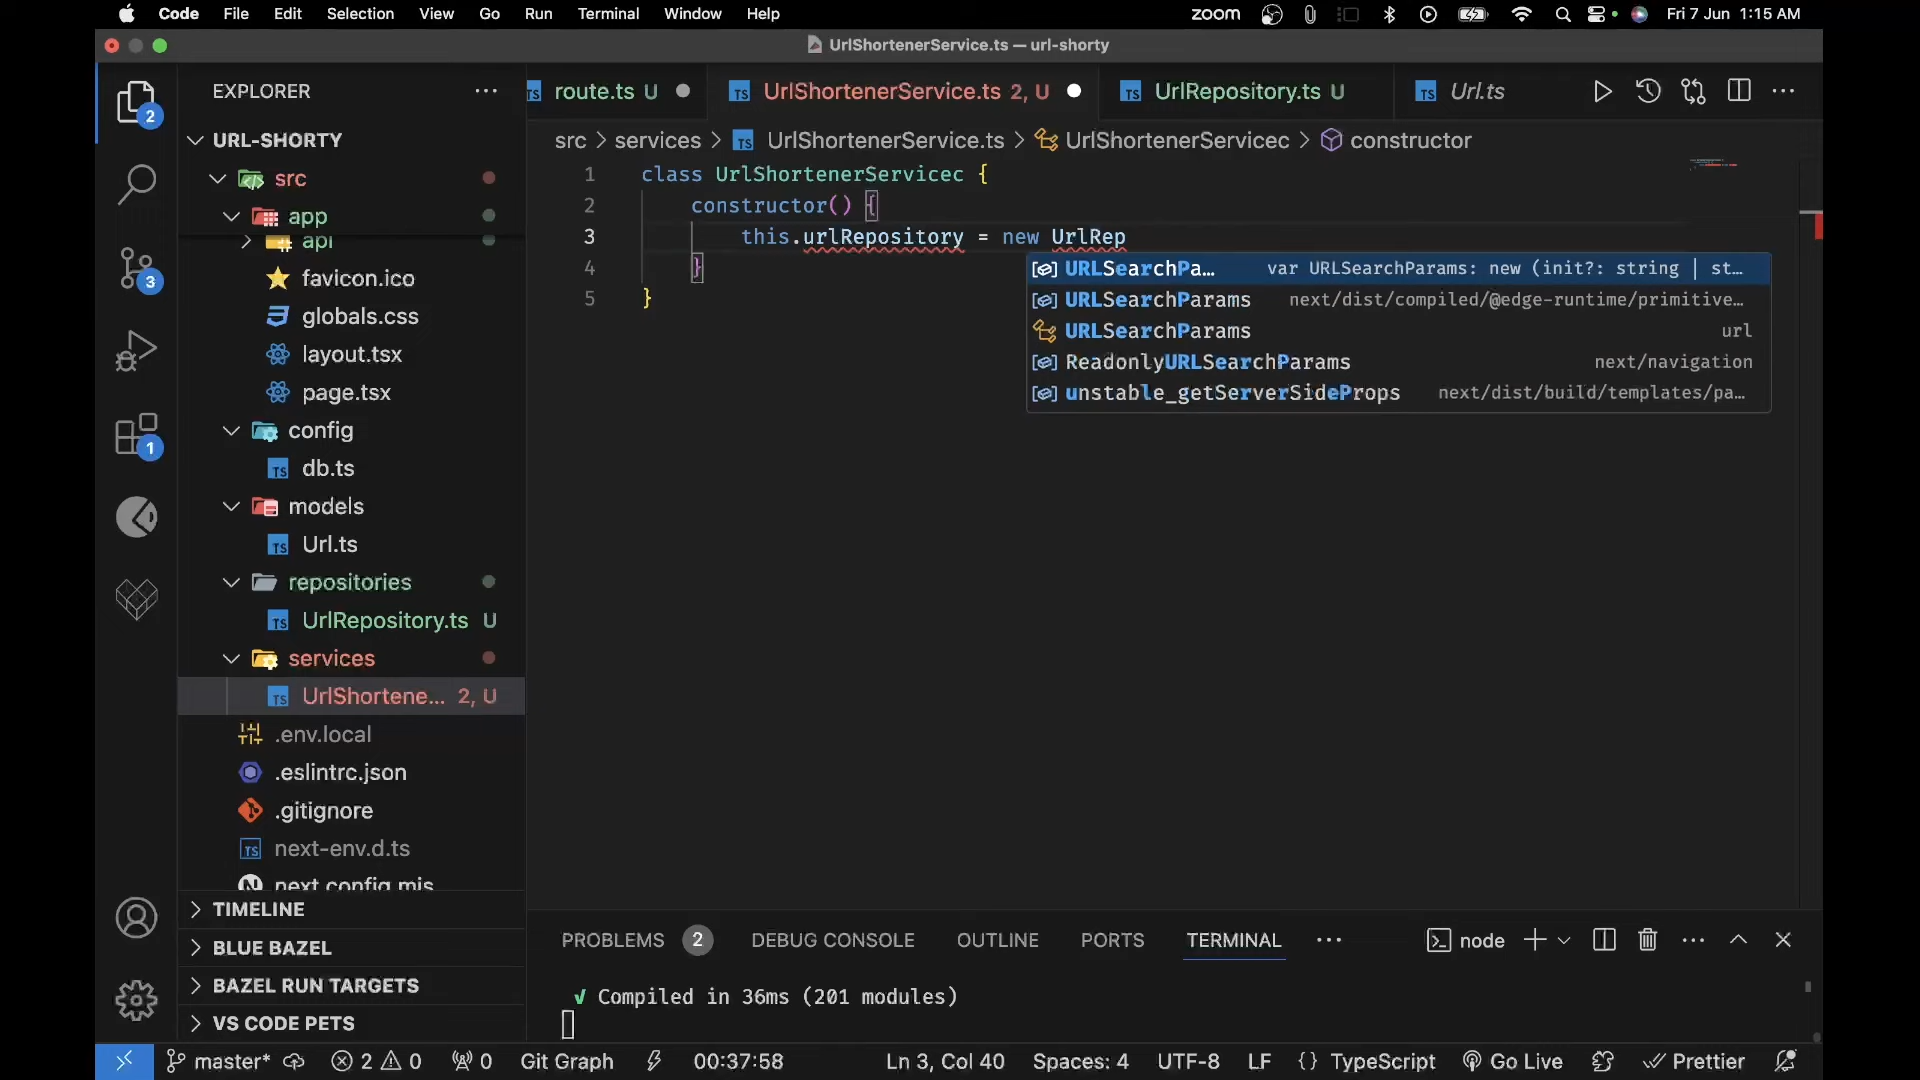 Code File Edit Selection View Go Run Terminal Window Help zoom Fri 7 Jun 1:15 AM
UrlShortenerService.ts — url-shorty
EXPLORER
route.ts U UrlShortenerService.ts 2, U UrlRepository.ts U Url.ts
src > services > UrlShortenerService.ts > UrlShortenerServicec > constructor
2
3
1
URL-SHORTY
src
app
api
favicon.ico
globals.css
layout.tsx
page.tsx
config
db.ts
models
Url.ts
repositories
UrlRepository.ts U
services
UrlShortene... 2, U
.env.local
.eslintrc.json
.gitignore
next-env.d.ts
next.config.mjs
TIMELINE
BLUE BAZEL
BAZEL RUN TARGETS
VS CODE PETS
1 class UrlShortenerServicec {
2 constructor() {
3 this.urlRepository = new UrlRep
4 }
5 }
URLSearchPa... var URLSearchParams: new (init?: string | st...
URLSearchParams next/dist/compiled/@edge-runtime/primitive...
URLSearchParams url
ReadonlyURLSearchParams next/navigation
unstable_getServerSideProps next/dist/build/templates/pa...
PROBLEMS 2 DEBUG CONSOLE OUTLINE PORTS TERMINAL ... node
✓ Compiled in 36ms (201 modules)
master* 2 0 0 Git Graph 00:37:58 Ln 3, Col 40 Spaces: 4 UTF-8 LF {} TypeScript Go Live Prettier